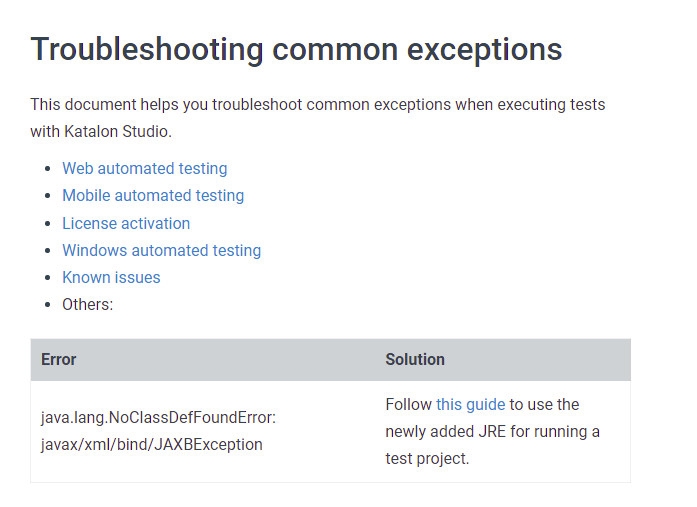 Troubleshooting common exceptions
This document helps you troubleshoot common exceptions when executing tests
with Katalon Studio.
Web automated testing
Mobile automated testing
License activation
Windows automated testing
Known issues
Others:
Error
Solution
java.lang.NoClassDefFoundError:
javax/xml/bind/JAXBException
Follow this guide to use the
newly added JRE for running a
test project.